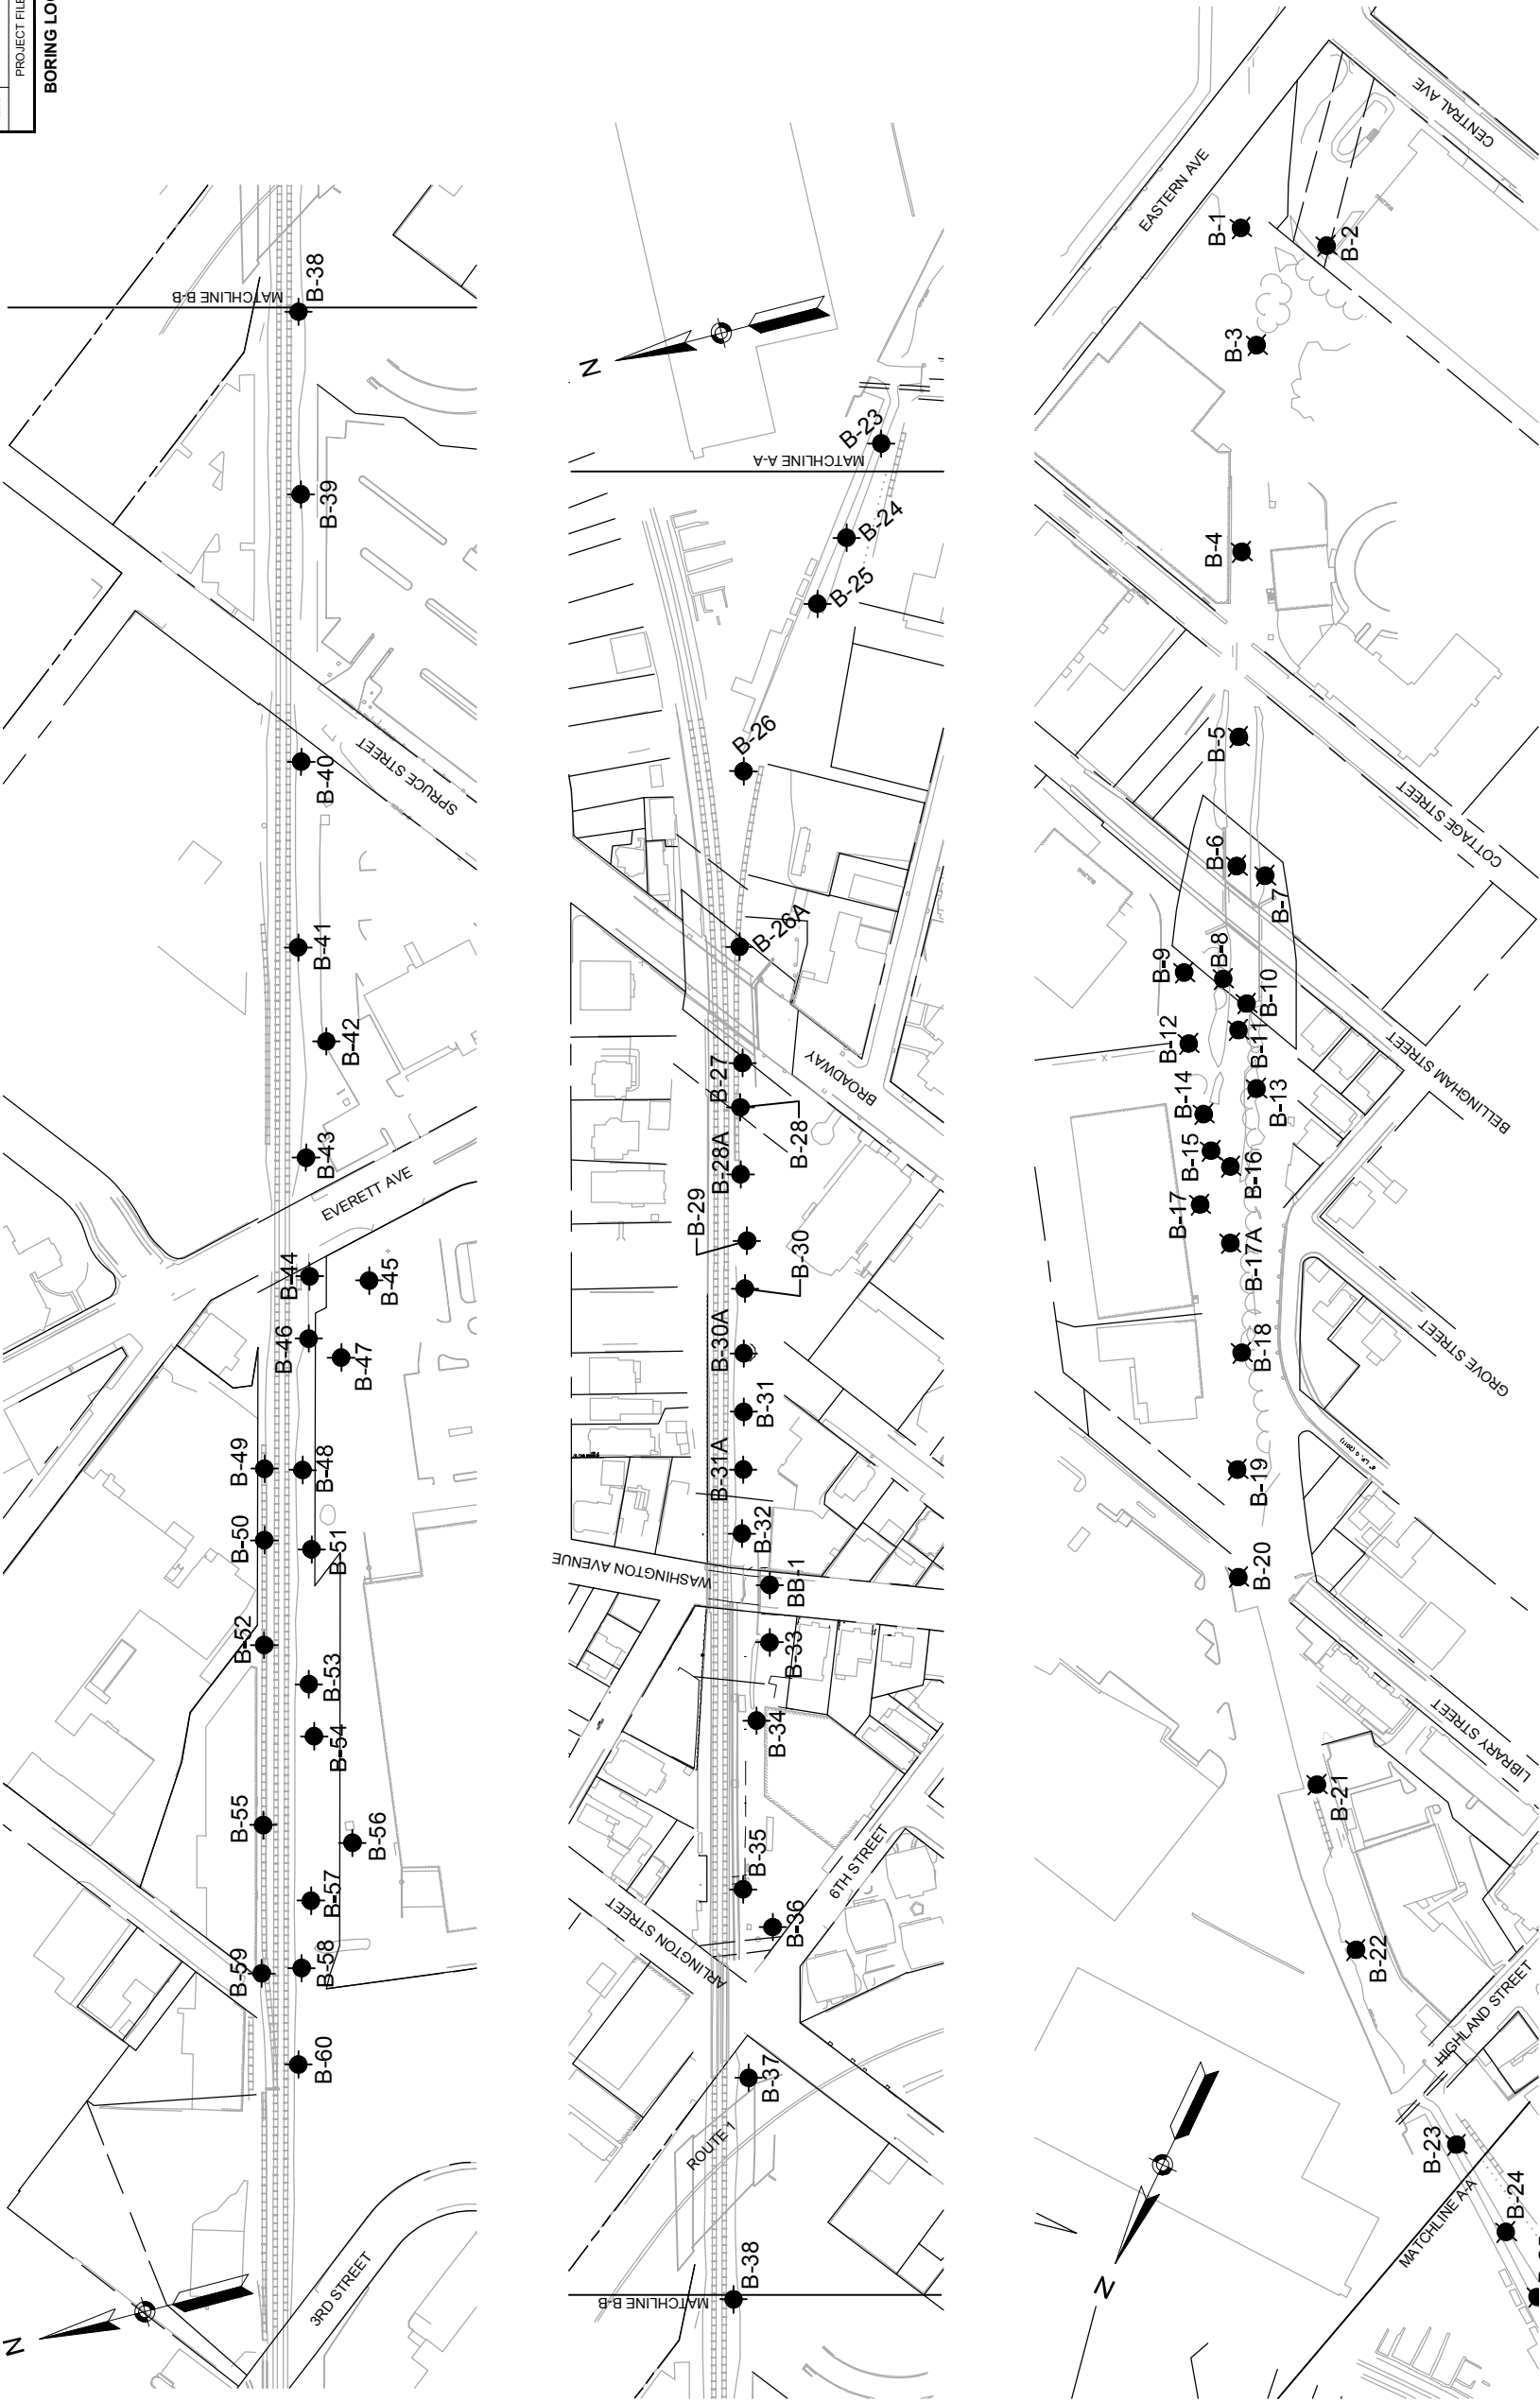 PROJECT FILE
BORING LOC
MATCHLINE B-B
B-38
B-39
B-40
SPRUCE STREET
B-41
B-42
B-43
EVERETT AVE
B-44
B-45
B-46
B-47
B-49
B-48
B-50
B-51
B-52
B-53
B-54
B-55
B-56
B-57
B-59
B-58
B-60
3RD STREET
N
N
B-23
MATCHLINE A-A
B-24
B-25
B-26
B-26A
BROADWAY
B-27
B-28
B-28A
B-29
B-30
B-30A
B-31
B-31A
B-32
WASHINGTON AVENUE
BB-1
B-33
B-34
B-35
6TH STREET
B-36
ARLINGTON STREET
B-37
ROUTE 1
B-38
MATCHLINE B-B
CENTRAL AVE
EASTERN AVE
B-1
B-2
B-3
B-4
B-5
COTTAGE STREET
B-6
B-7
B-8
B-9
B-10
B-11
B-12
BELLINGHAM STREET
B-13
B-14
B-15
B-16
B-17
B-17A
GROVE STREET
B-18
B-19
B-20
LIBRARY STREET
B-21
B-22
HIGHLAND STREET
B-23
MATCHLINE A-A
B-24
N